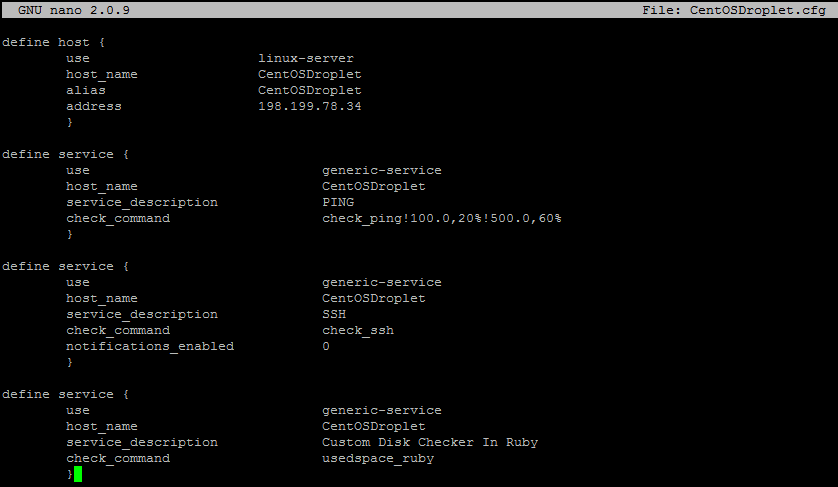 GNU nano 2.0.9 File: CentOSDroplet.cfg
define host {
use linux-server
host_name CentOSDroplet
alias CentOSDroplet
address 198.199.78.34
}
define service {
use generic-service
host_name CentOSDroplet
service_description PING
check_command check_ping!100.0,20%!500.0,60%
}
define service {
use generic-service
host_name CentOSDroplet
service_description SSH
check_command check_ssh
notifications_enabled 0
}
define service {
use generic-service
host_name CentOSDroplet
service_description Custom Disk Checker In Ruby
check_command usedspace_ruby
}